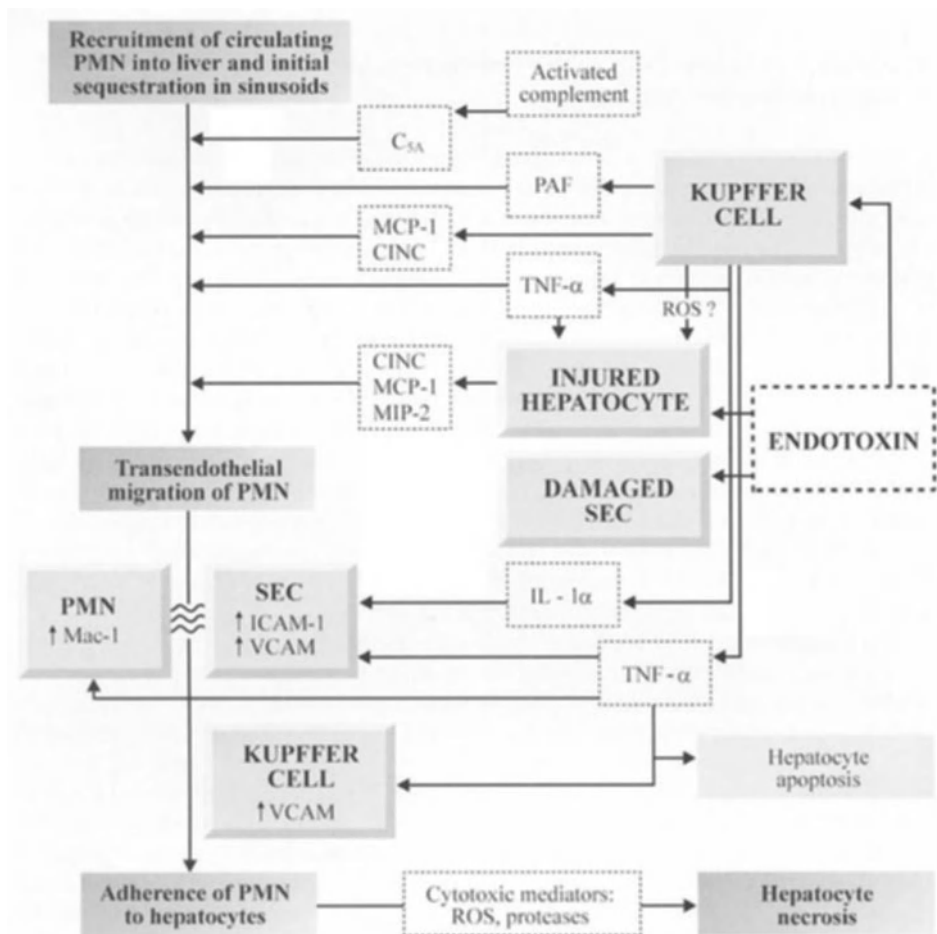 Recruitment of circulating
PMN into liver and initial
sequestration in sinusoids
Activated
complement
C5A
PAF
KUPFFER
CELL
MCP-1
CINC
TNF-α
ROS ?
CINC
MCP-1
MIP-2
INJURED
HEPATOCYTE
ENDOTOXIN
Transendothelial
migration of PMN
DAMAGED
SEC
PMN
↑ Mac-1
SEC
↑ ICAM-1
↑ VCAM
IL - 1α
TNF - α
KUPFFER
CELL
↑ VCAM
Hepatocyte
apoptosis
Adherence of PMN
to hepatocytes
Cytotoxic mediators:
ROS, proteases
Hepatocyte
necrosis